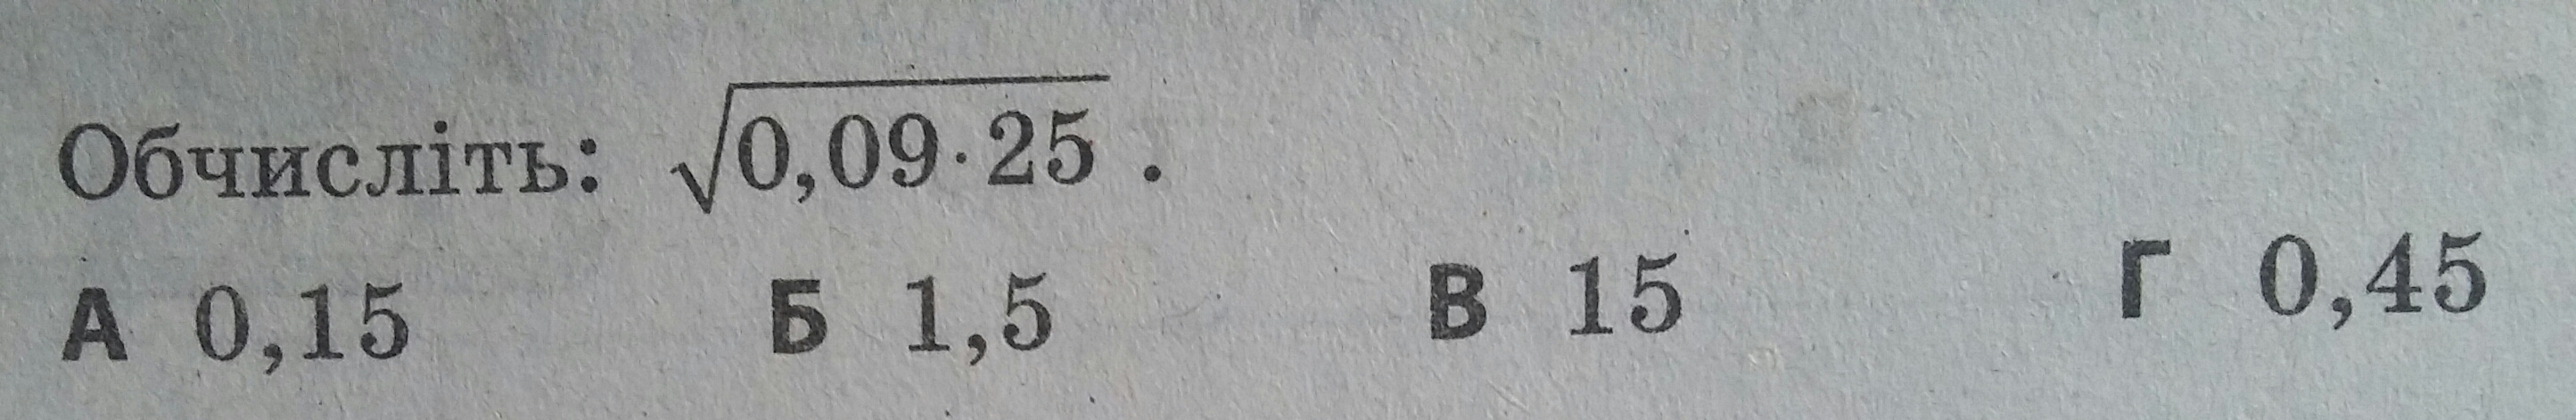 Обчисліть: √0,09·25 .
А 0,15 Б 1,5 В 15 Г 0,45